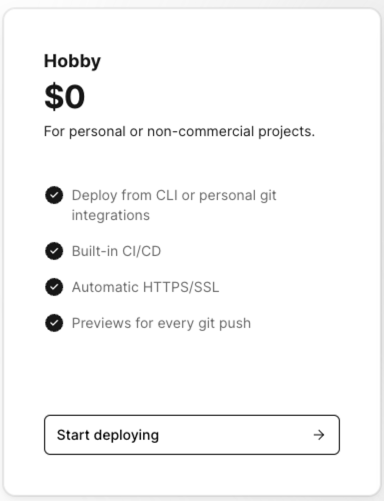 Hobby
$0
For personal or non-commercial projects.
Deploy from CLI or personal git
integrations
Built-in CI/CD
Automatic HTTPS/SSL
Previews for every git push
Start deploying